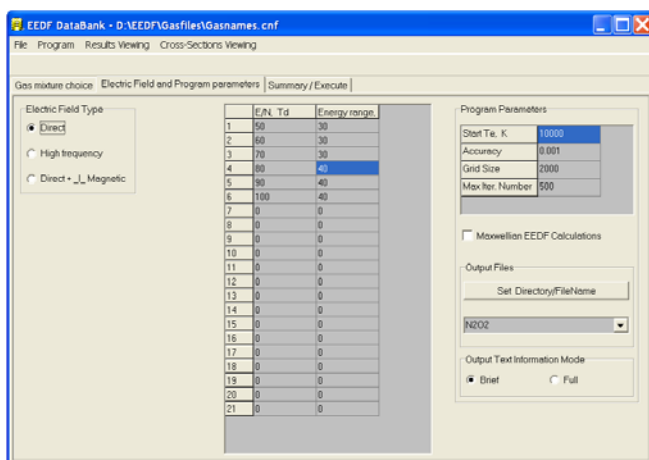 EEDF DataBank - D:\EEDF\Gasfiles\Gasnames.cnf
File Program Results Viewing Cross-Sections Viewing
Gas mixture choice Electric Field and Program parameters Summary / Execute
Electric Field Type
Direct
High frequency
Direct + _|_ Magnetic
E/N, Td Energy range,
1 50 30
2 60 30
3 70 30
4 80 40
5 90 40
6 100 40
7 0 0
8 0 0
9 0 0
10 0 0
11 0 0
12 0 0
13 0 0
14 0 0
15 0 0
16 0 0
17 0 0
18 0 0
19 0 0
20 0 0
21 0 0
Program Parameters
Start Te, K 10000
Accuracy 0.001
Grid Size 2000
Max Iter. Number 500
Maxwellian EEDF Calculations
Output Files
Set Directory/FileName
N2O2
Output Text Information Mode
Brief Full